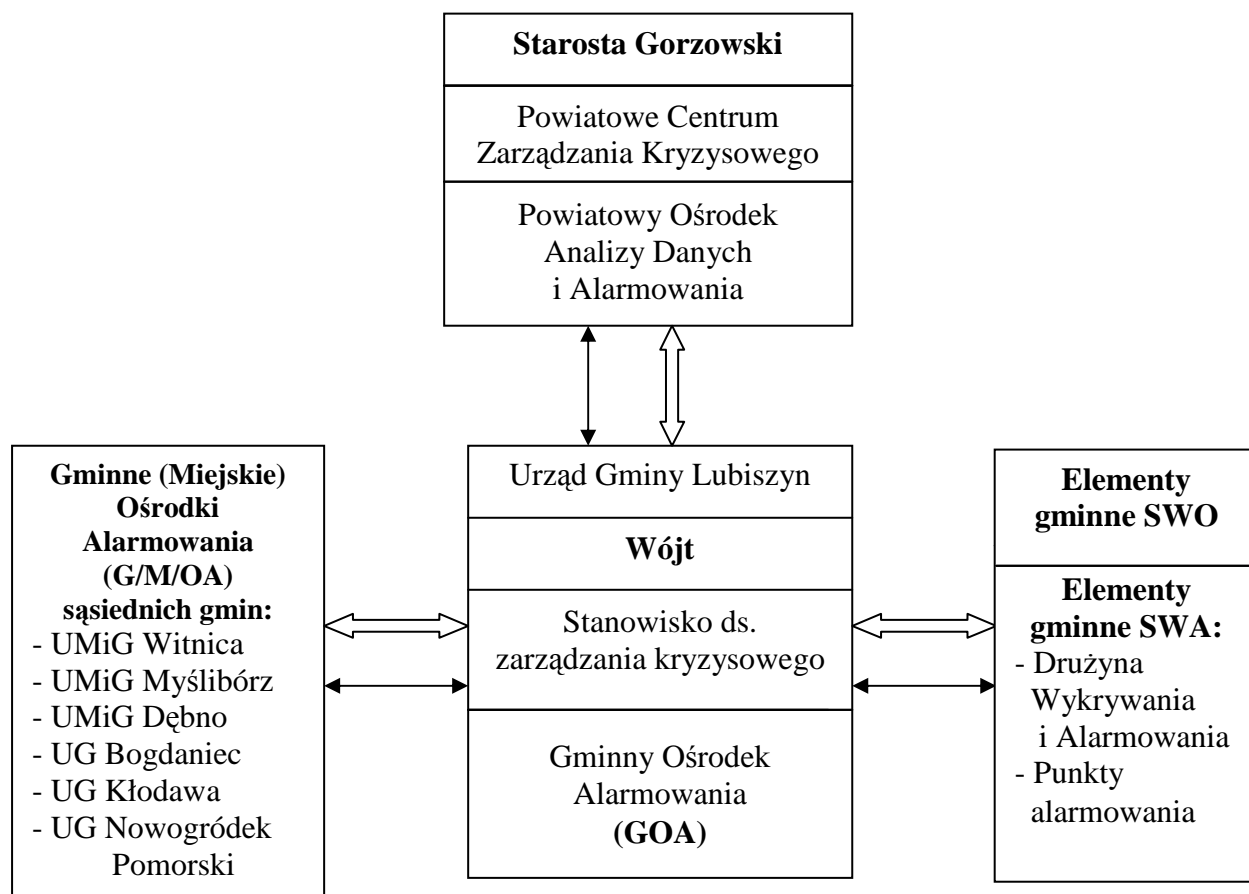 Starosta Gorzowski
Powiatowe Centrum
Zarządzania Kryzysowego
Powiatowy Ośrodek
Analizy Danych
i Alarmowania
Gminne (Miejskie)
Ośrodki
Alarmowania
(G/M/OA)
sąsiednich gmin:
- UMiG Witnica
- UMiG Myślibórz
- UMiG Dębno
- UG Bogdaniec
- UG Kłodawa
- UG Nowogródek
Pomorski
Urząd Gminy Lubiszyn
Wójt
Stanowisko ds.
zarządzania kryzysowego
Gminny Ośrodek
Alarmowania
(GOA)
Elementy
gminne SWO
Elementy
gminne SWA:
- Drużyna
Wykrywania
i Alarmowania
- Punkty
alarmowania